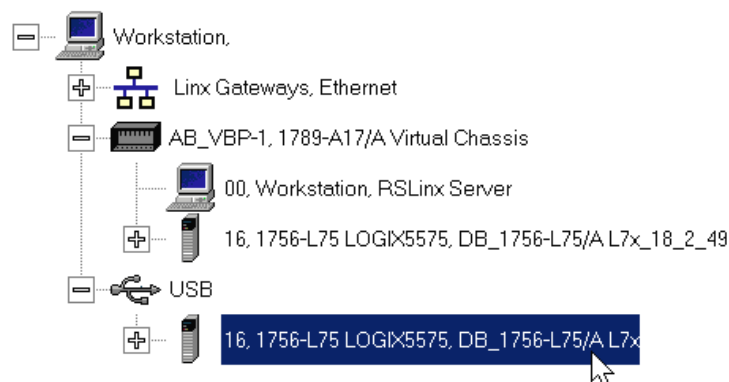 Workstation,
Linx Gateways, Ethernet
AB_VBP-1, 1789-A17/A Virtual Chassis
00, Workstation, RSLinx Server
16, 1756-L75 LOGIX5575, DB_1756-L75/A L7x_18_2_49
USB
16, 1756-L75 LOGIX5575, DB_1756-L75/A L7x